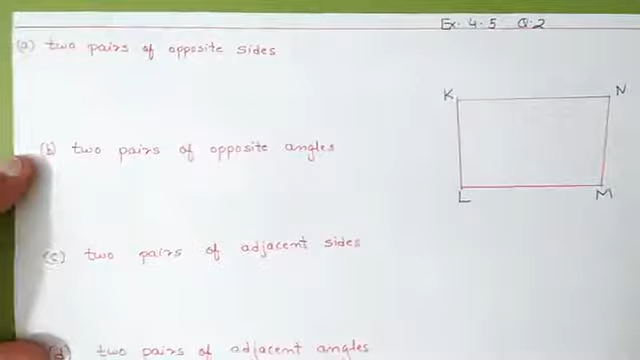 Ex. 4.5 Q.2
(a) two pairs of opposite sides
K N
(b) two pairs of opposite angles
L M
(c) two pairs of adjacent sides
(d) two pairs of adjacent angles